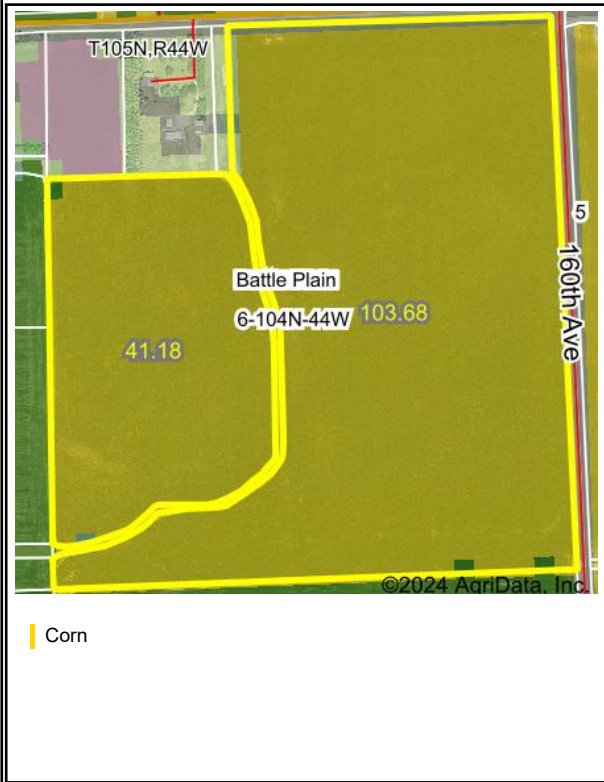 T105N,R44W
5
160th Ave
Battle Plain
6-104N-44W
103.68
41.18
©2024 AgriData, Inc.
Corn